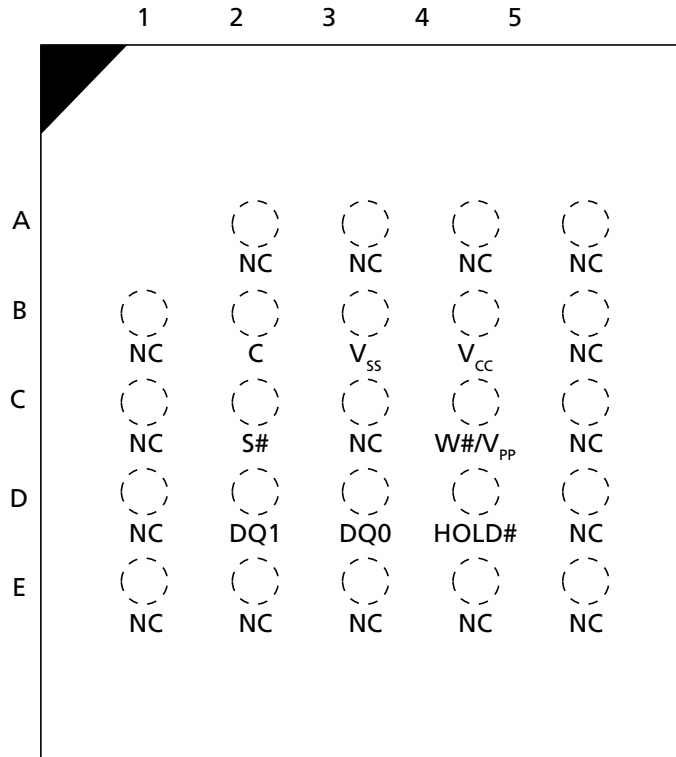 1 2 3 4 5
A
NC NC NC NC
B
NC C VSS VCC NC
C
NC S# NC W#/VPP NC
D
NC DQ1 DQ0 HOLD# NC
E
NC NC NC NC NC